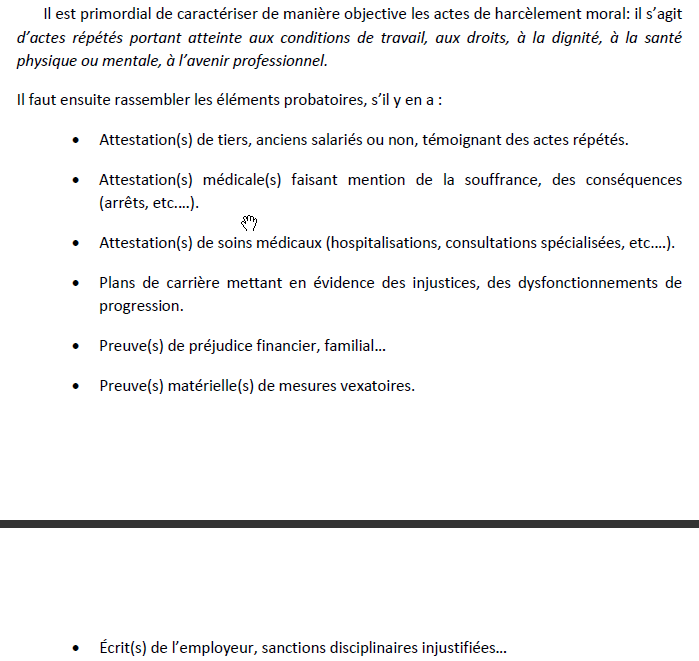 Il est primordial de caractériser de manière objective les actes de harcèlement moral: il s’agit
d’actes répétés portant atteinte aux conditions de travail, aux droits, à la dignité, à la santé
physique ou mentale, à l’avenir professionnel.
Il faut ensuite rassembler les éléments probatoires, s’il y en a :
• Attestation(s) de tiers, anciens salariés ou non, témoignant des actes répétés.
• Attestation(s) médicale(s) faisant mention de la souffrance, des conséquences
(arrêts, etc.…).
• Attestation(s) de soins médicaux (hospitalisations, consultations spécialisées, etc.…).
• Plans de carrière mettant en évidence des injustices, des dysfonctionnements de
progression.
• Preuve(s) de préjudice financier, familial…
• Preuve(s) matérielle(s) de mesures vexatoires.
• Écrit(s) de l’employeur, sanctions disciplinaires injustifiées…